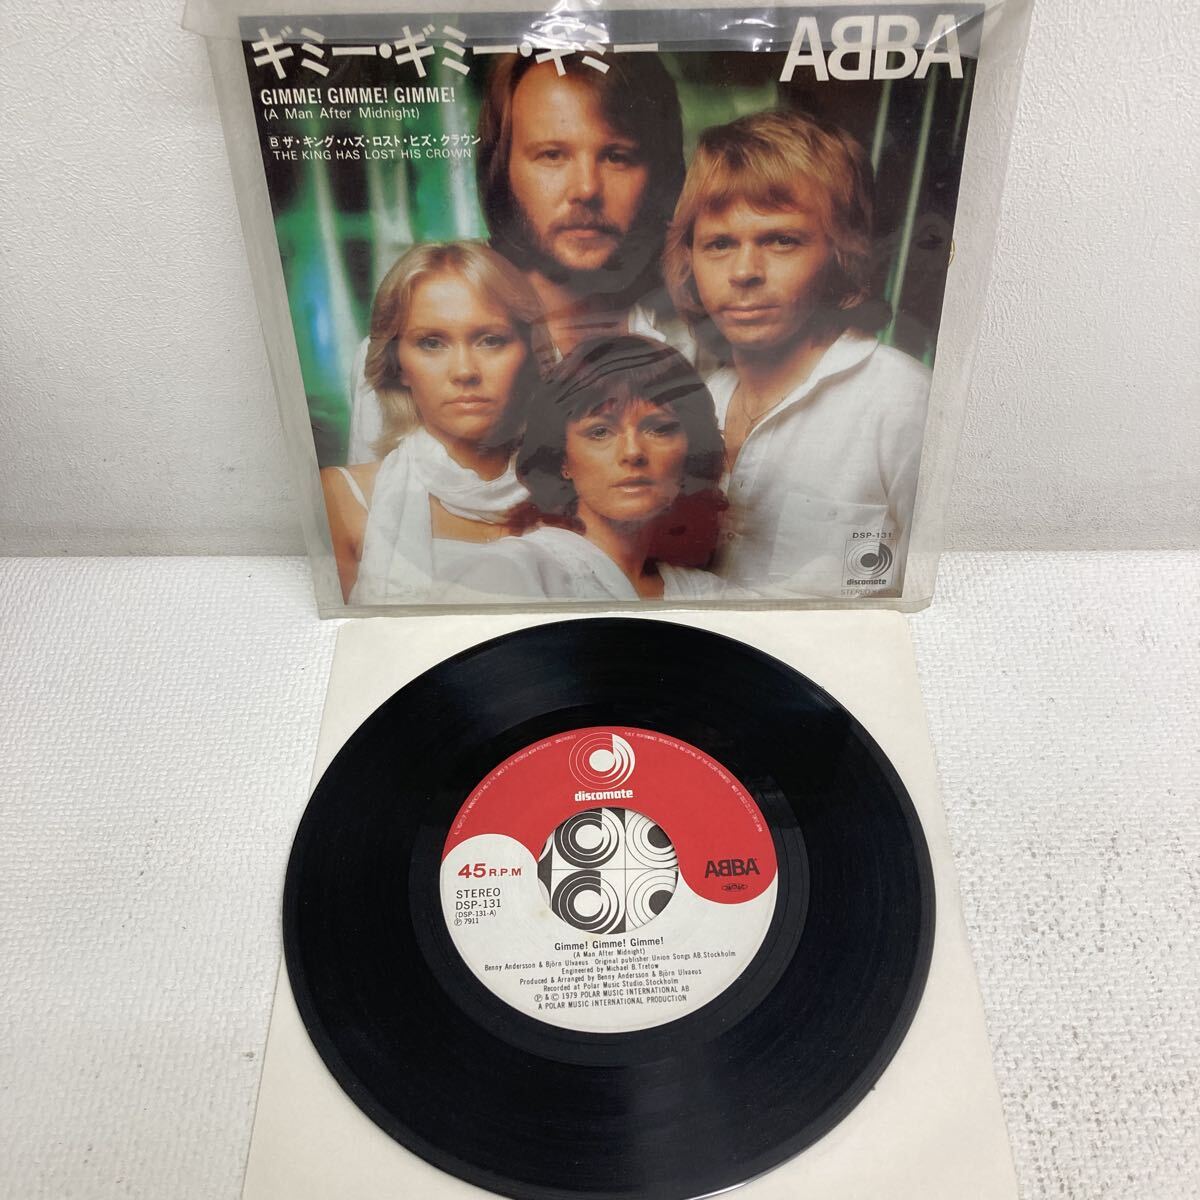 ギミー・ギミー・ギミー
ABBA
GIMME! GIMME! GIMME!
(A Man After Midnight)
B ザ・キング・ハズ・ロスト・ヒズ・クラウン
THE KING HAS LOST HIS CROWN
DSP-131
discomate
STEREO
discomate
45 R.P.M
ABBA
STEREO
DSP-131
(DSP-131-A)
Ⓟ 7911
Gimme! Gimme! Gimme!
(A Man After Midnight)
Benny Andersson & Björn Ulvaeus Original publisher Union Songs AB, Stockholm
Engineered by Michael B. Tretow
Produced & Arranged by Benny Andersson & Björn Ulvaeus
Recorded at Polar Music Studio, Stockholm
Ⓟ & © 1979 POLAR MUSIC INTERNATIONAL AB
A POLAR MUSIC INTERNATIONAL PRODUCTION